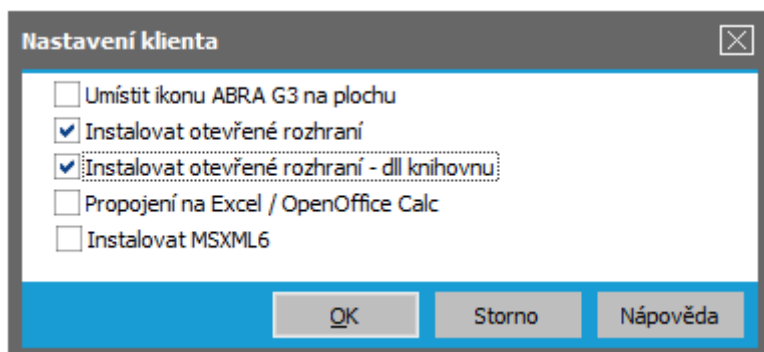 Nastavení klienta
Umístit ikonu ABRA G3 na plochu
Instalovat otevřené rozhraní
Instalovat otevřené rozhraní - dll knihovnu
Propojení na Excel / OpenOffice Calc
Instalovat MSXML6
OK Storno Nápověda